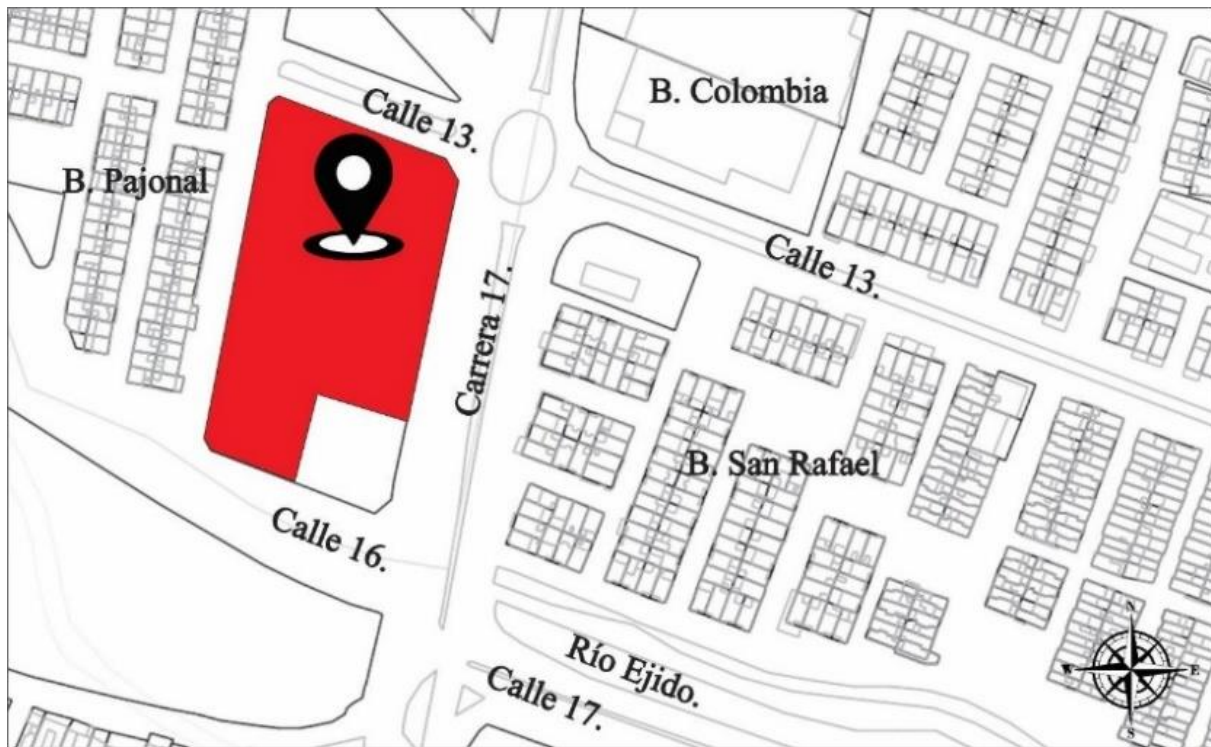 B. Colombia
Calle 13.
B. Pajonal
Calle 13.
Carrera 17.
B. San Rafael
Calle 16.
Río Ejido.
Calle 17.
N
W
E
S